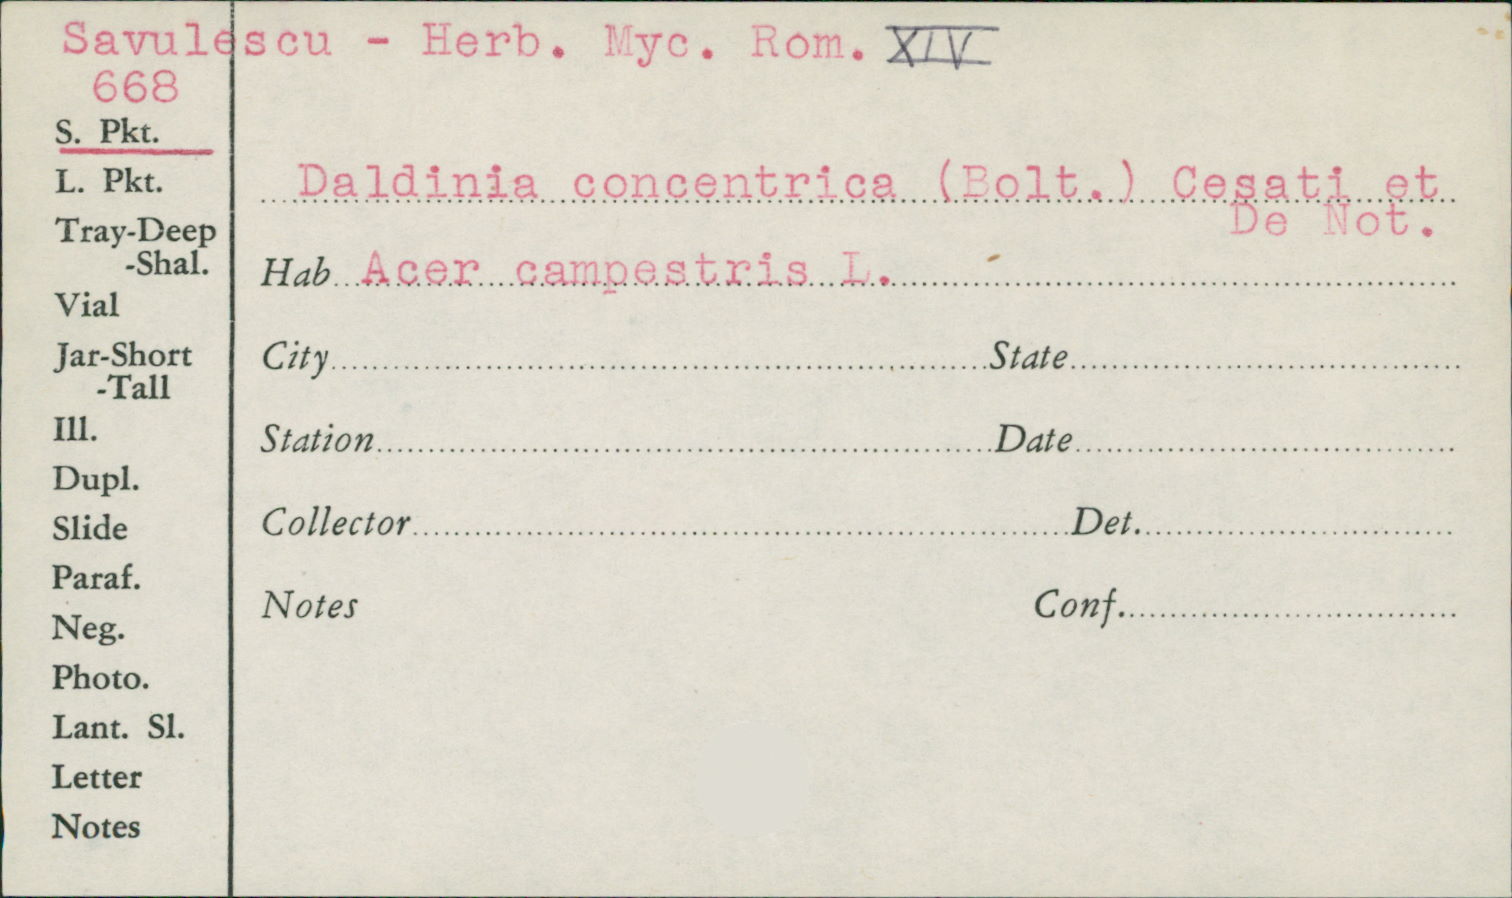 Savulescu - Herb. Myc. Rom. XIV
668
S. Pkt.
L. Pkt.
Tray-Deep
-Shal.
Vial
Jar-Short
-Tall
Ill.
Dupl.
Slide
Paraf.
Neg.
Photo.
Lant. Sl.
Letter
Notes
Daldinia concentrica (Bolt.) Cesati et
De Not.
Hab Acer campestris L.
City State
Station Date
Collector Det.
Notes Conf.